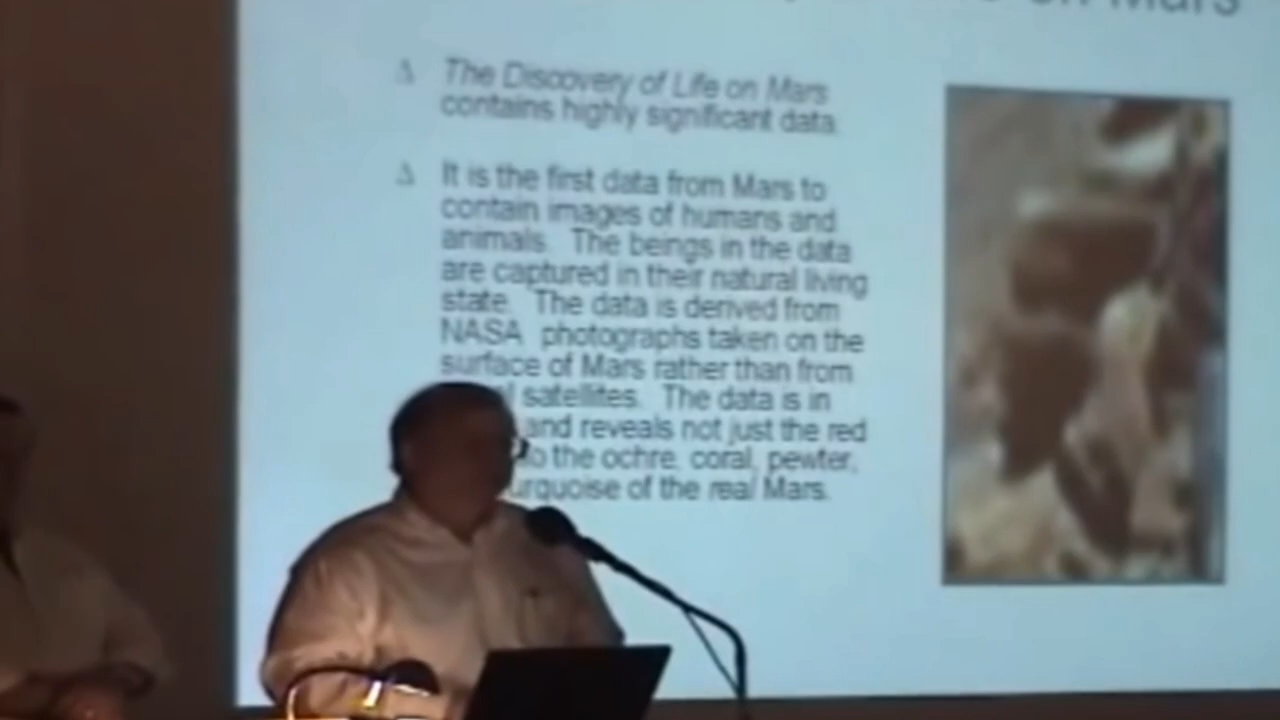 on Mars
The Discovery of Life on Mars
contains highly significant data.
It is the first data from Mars to
contain images of humans and
animals. The beings in the data
are captured in their natural living
state. The data is derived from
NASA photographs taken on the
surface of Mars rather than from
satellites. The data is in
and reveals not just the red
the ochre, coral, pewter,
of the real Mars.